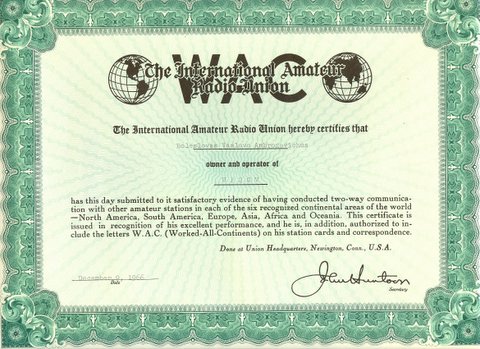 WAC
The International Amateur
Radio Union
The International Amateur Radio Union hereby certifies that
owner and operator of
has this day submitted to it satisfactory evidence of having conducted two-way communica-
tion with other amateur stations in each of the six recognized continental areas of the world
—North America, South America, Europe, Asia, Africa and Oceania. This certificate is
issued in recognition of his excellent performance, and he is, in addition, authorized to
include the letters W.A.C. (Worked-All-Continents) on his station cards and correspondence.
Done at Union Headquarters, Newington, Conn., U.S.A.
December 1966
Date
Secretary